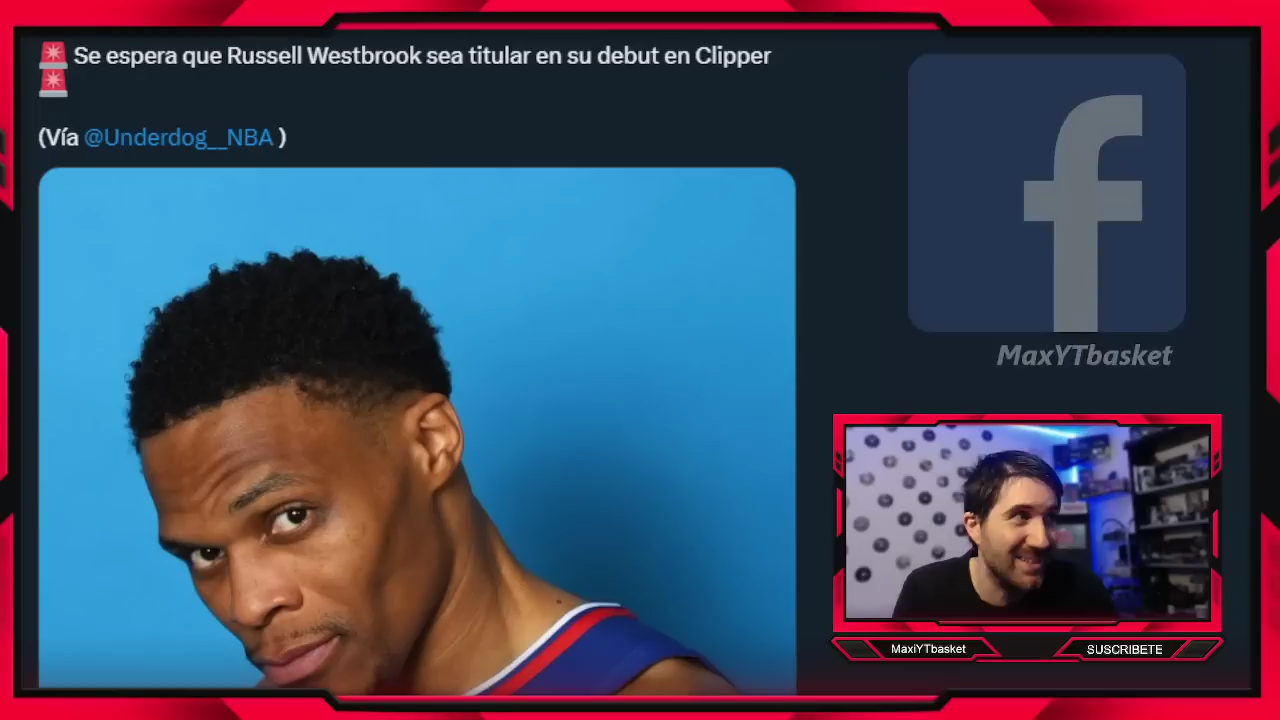 🚨 Se espera que Russell Westbrook sea titular en su debut en Clipper
🚨
(Vía @Underdog__NBA )
MaxYTbasket
MaxiYTbasket
SUSCRIBETE